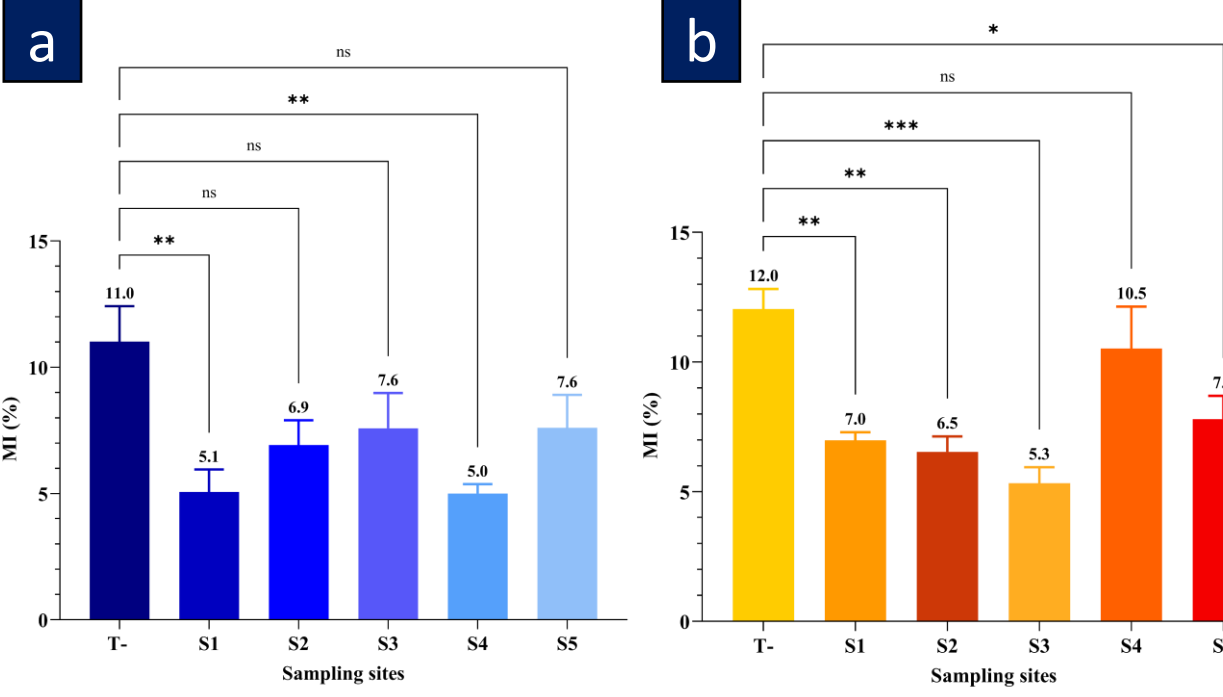 a
ns
**
ns
ns
**
15
10
5
0
MI (%)
11.0
5.1
6.9
7.6
5.0
7.6
T-
S1
S2
S3
S4
S5
Sampling sites
b
*
ns
***
**
**
15
10
5
0
MI (%)
12.0
7.0
6.5
5.3
10.5
7.
T-
S1
S2
S3
S4
S
Sampling sites